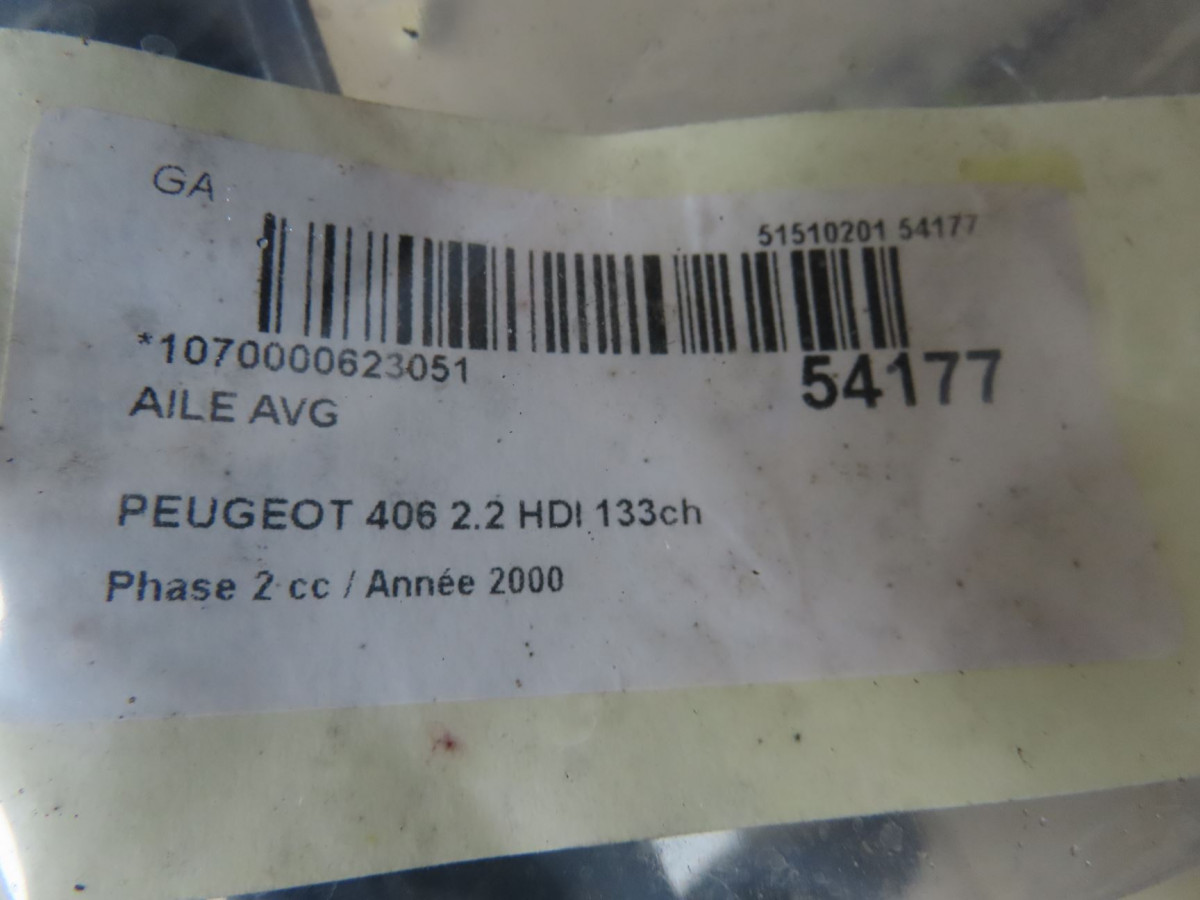 GA
51510201 54177
*1070000623051
54177
AILE AVG
PEUGEOT 406 2.2 HDI 133ch
Phase 2 cc / Année 2000